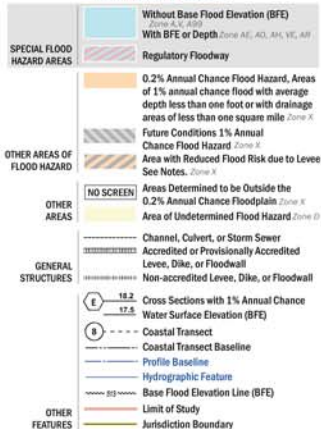 Without Base Flood Elevation (BFE)
Zone A,V, A99
With BFE or Depth Zone AE, AO, AH, VE, AR
SPECIAL FLOOD
HAZARD AREAS
Regulatory Floodway
0.2% Annual Chance Flood Hazard, Areas
of 1% annual chance flood with average
depth less than one foot or with drainage
areas of less than one square mile Zone X
Future Conditions 1% Annual
Chance Flood Hazard Zone X
OTHER AREAS OF
FLOOD HAZARD
Area with Reduced Flood Risk due to Levee
See Notes. Zone X
NO SCREEN
Areas Determined to be Outside the
0.2% Annual Chance Floodplain Zone X
OTHER
AREAS
Area of Undetermined Flood Hazard Zone D
Channel, Culvert, or Storm Sewer
Accredited or Provisionally Accredited
Levee, Dike, or Floodwall
GENERAL
STRUCTURES
Non-accredited Levee, Dike, or Floodwall
E 18.2 Cross Sections with 1% Annual Chance
17.5 Water Surface Elevation (BFE)
8 Coastal Transect
Coastal Transect Baseline
Profile Baseline
Hydrographic Feature
513 Base Flood Elevation Line (BFE)
OTHER
FEATURES
Limit of Study
Jurisdiction Boundary